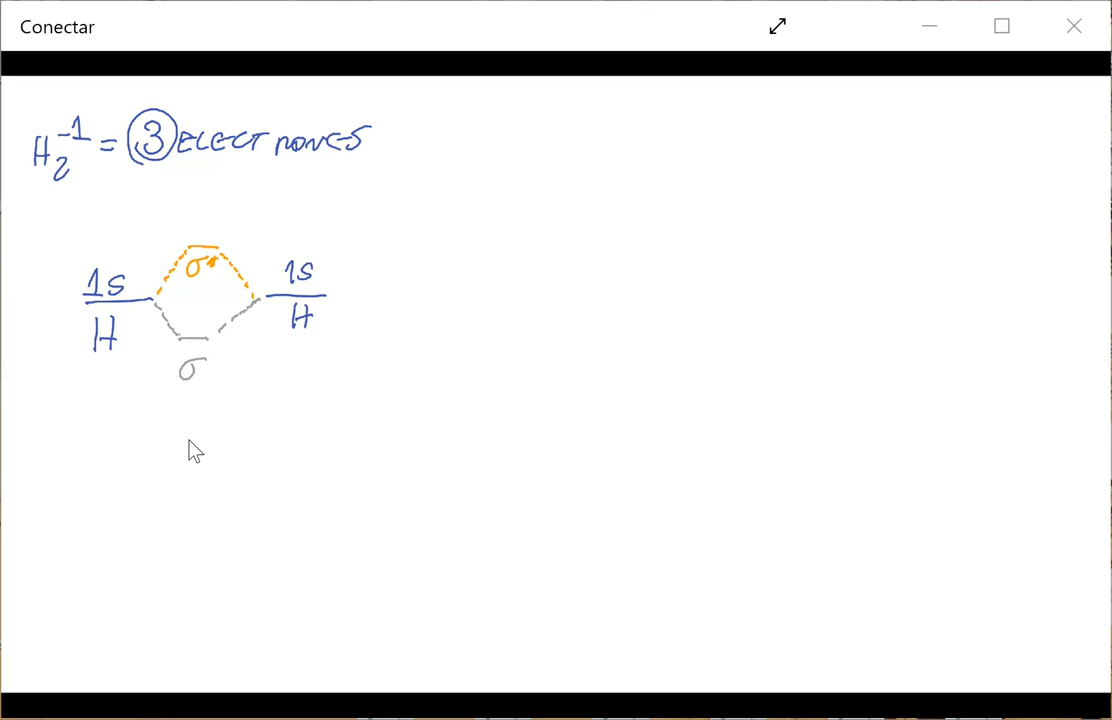 Conectar
H₂⁻¹ = 3 ELECTRONES
σ*
1S 1S
H H
σ